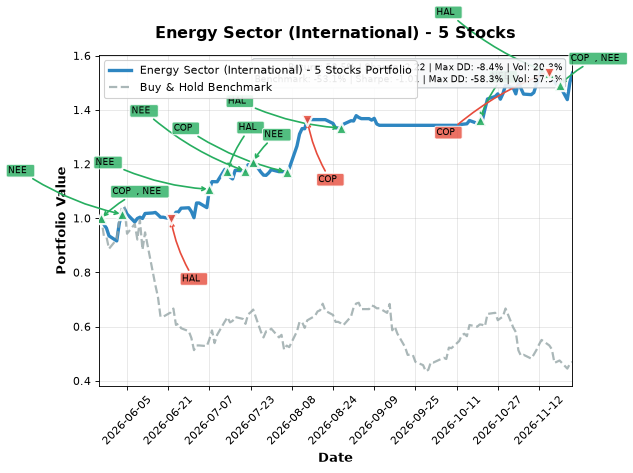 HAL
Energy Sector (International) - 5 Stocks
COP , NEE
1.6
Energy Sector (International) - 5 Stocks Portfolio
22 | Max DD: -8.4% | Vol: 20.9%
Buy & Hold Benchmark
| Max DD: -58.3% | Vol: 57.
HAL
1.4
NEE
COP
HAL
NEE
COP
NEE
NEE
1.2
COP
COP , NEE
1.0
HAL
0.8
0.6
0.4
Portfolio Value
2026-06-05
2026-06-21
2026-07-07
2026-07-23
2026-08-08
2026-08-24
2026-09-09
2026-09-25
2026-10-11
2026-10-27
2026-11-12
Date